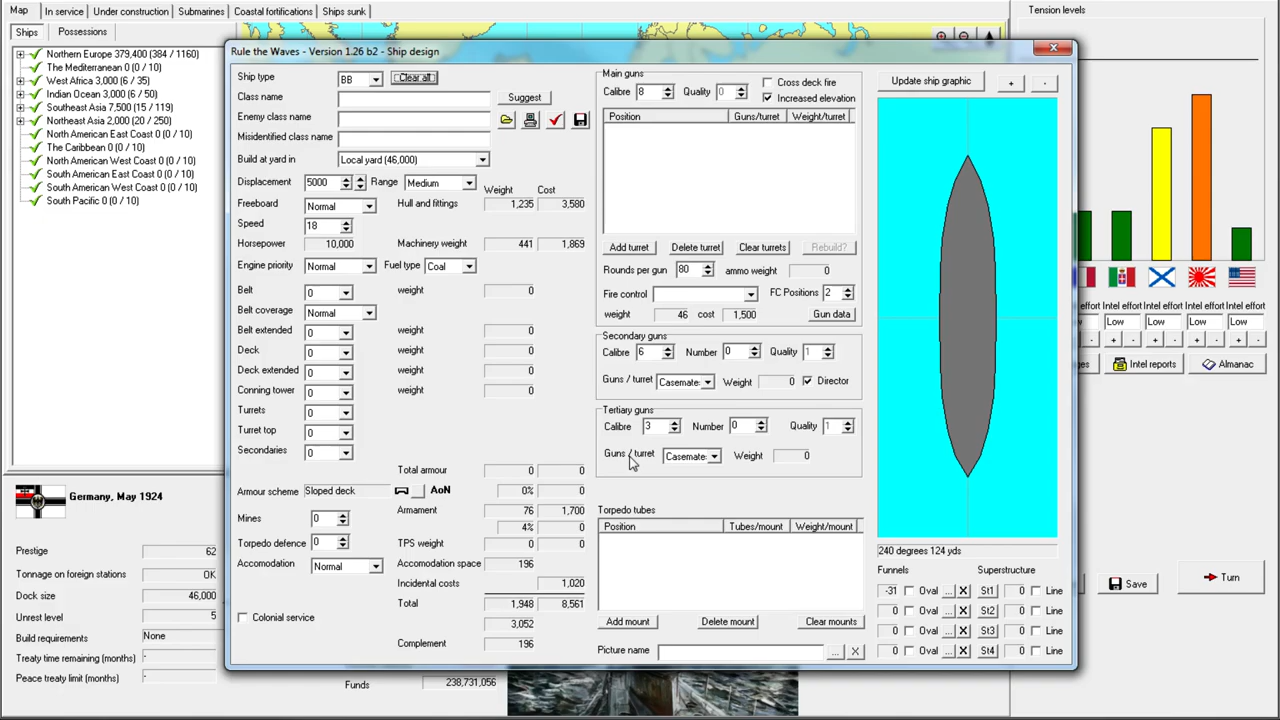 Map In service Under construction Submarines Coastal fortifications Ships sunk
Tension levels
Ships Possessions
Northern Europe 379,400 (384 / 1160)
The Mediterranean 0 (0 / 10)
West Africa 3,000 (6 / 35)
Indian Ocean 3,000 (6 / 30)
Southeast Asia 7,500 (15 / 119)
Northeast Asia 2,000 (20 / 250)
North American East Coast 0 (0 / 10)
The Caribbean 0 (0 / 10)
North American West Coast 0 (0 / 10)
South American East Coast 0 (0 / 10)
South American West Coast 0 (0 / 10)
South Pacific 0 (0 / 10)
Rule the Waves - Version 1.26 b2 - Ship design
Ship type BB Clear all
Class name Suggest
Enemy class name
Misidentified class name
Build at yard in Local yard (46,000)
Displacement 5000 Range Medium Weight Cost
Freeboard Normal Hull and fittings 1,235 3,580
Speed 18
Horsepower 10,000 Machinery weight 441 1,869
Engine priority Normal Fuel type Coal
Belt 0 weight 0
Belt coverage Normal
Belt extended 0 weight 0
Deck 0 weight 0
Deck extended 0 weight 0
Conning tower 0 weight 0
Turrets 0
Turret top 0
Secondaries 0
Total armour 0 0
Armour scheme Sloped deck AoN 0% 0
Mines 0 Armament 76 1,700
4% 0
Torpedo defence 0 TPS weight 0 0
Accomodation Normal Accomodation space 196
Incidental costs 1,020
Total 1,948 8,561
Colonial service 3,052
Complement 196
Main guns
Calibre 8 Quality 0 Cross deck fire
Increased elevation
Position Guns/turret Weight/turret
Add turret Delete turret Clear turrets Rebuild?
Rounds per gun 80 ammo weight 0
Fire control FC Positions 2
weight 46 cost 1,500 Gun data
Secondary guns
Calibre 6 Number 0 Quality 1
Guns / turret Casemate: Weight 0 Director
Tertiary guns
Calibre 3 Number 0 Quality 1
Guns / turret Casemate: Weight 0
Torpedo tubes
Position Tubes/mount Weight/mount
Add mount Delete mount Clear mounts
Picture name ... X
Update ship graphic + -
240 degrees 124 yds
Funnels Superstructure
-31 Oval ... X St1 0 Line
0 Oval ... X St2 0 Line
0 Oval ... X St3 0 Line
0 Oval ... X St4 0 Line
Intel effort Intel effort Intel effort Intel effort
Low Low Low Low
+ - + - + - + -
Intel reports Almanac
Save Turn
Germany, May 1924
Prestige 62
Tonnage on foreign stations OK
Dock size 46,000
Unrest level 5
Build requirements None
Treaty time remaining (months) -
Peace treaty limit (months) -
Funds 238,731,056